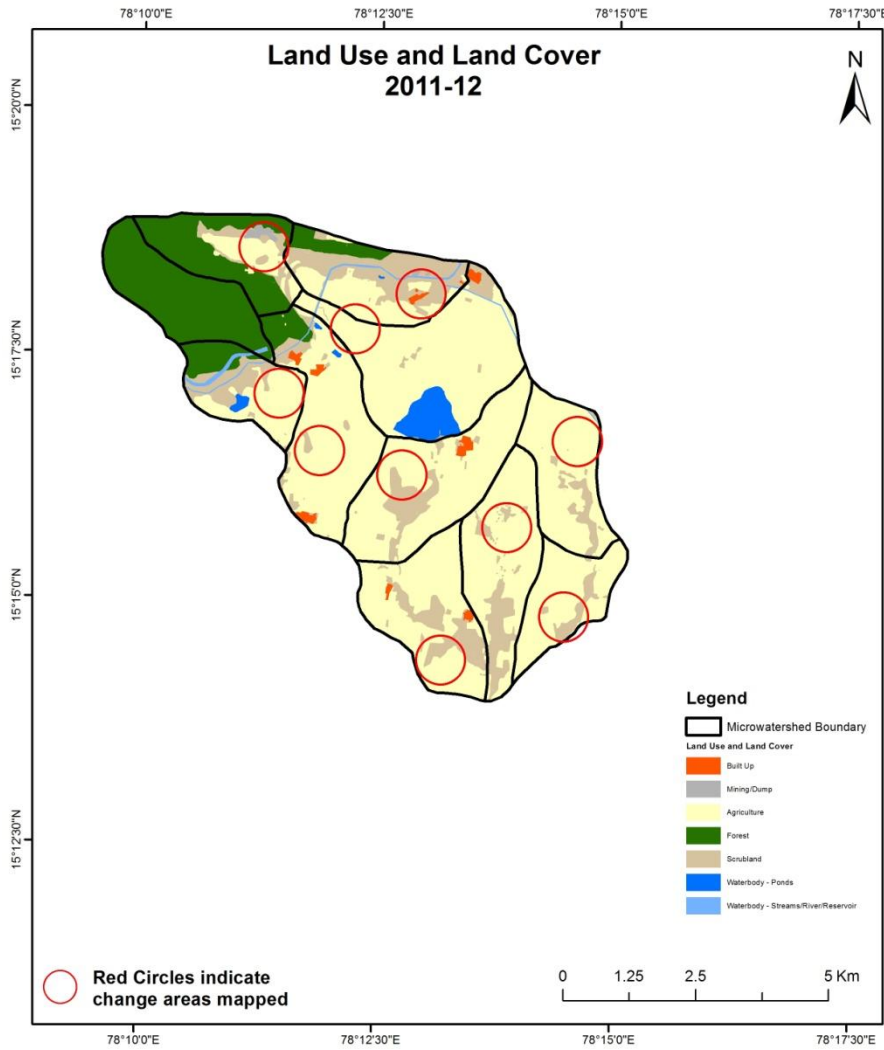 78°10'0"E 78°12'30"E 78°15'0"E 78°17'30"E
Land Use and Land Cover
2011-12
N
15°20'0"N
15°17'30"N
15°15'0"N
15°12'30"N
Legend
Microwatershed Boundary
Land Use and Land Cover
Built Up
Mining/Dump
Agriculture
Forest
Scrubland
Waterbody - Ponds
Waterbody - Streams/River/Reservoir
Red Circles indicate
change areas mapped
0 1.25 2.5 5 Km
78°10'0"E 78°12'30"E 78°15'0"E 78°17'30"E